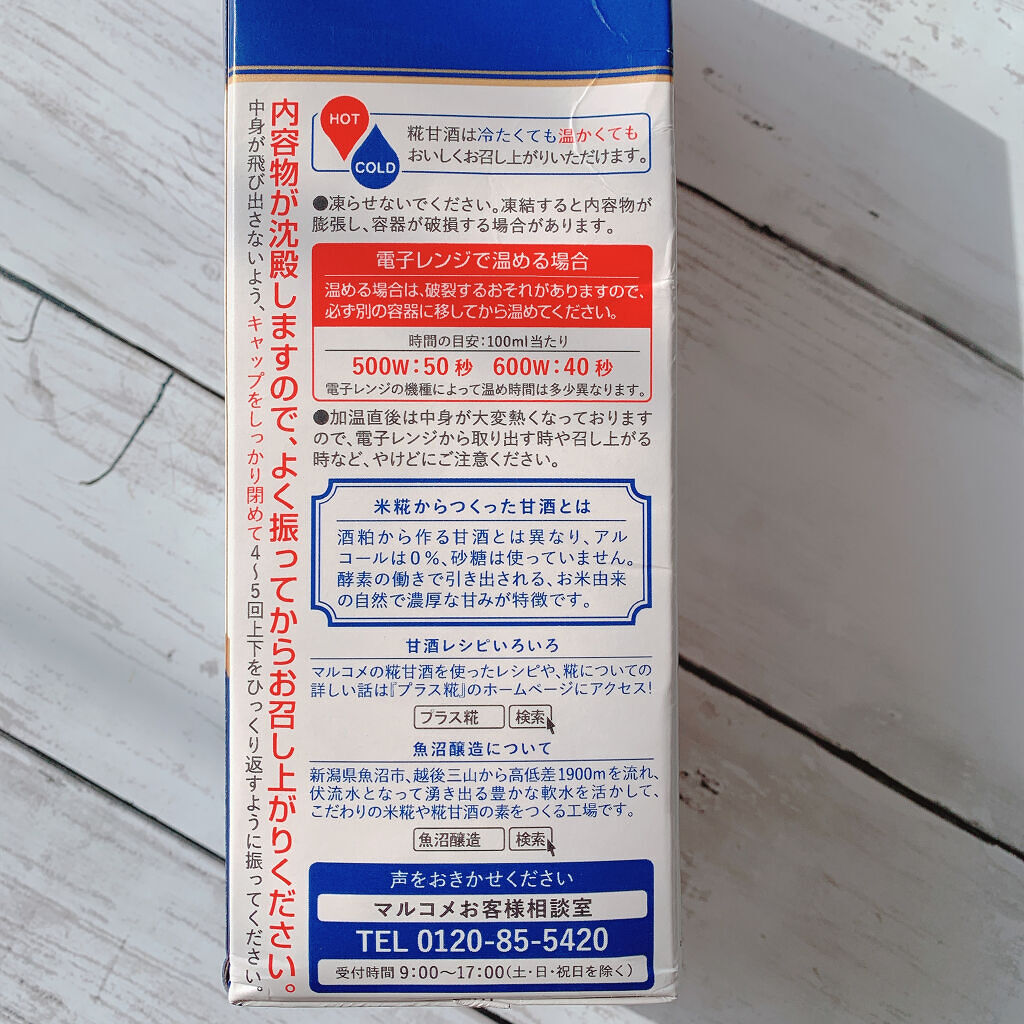 内容物が沈殿しますので、よく振ってからお召し上がりください。
中身が飛び出さないよう、キャップをしっかり閉めて4〜5回上下をひっくり返すように振ってください。
HOT
COLD
糀甘酒は冷たくても温かくても
おいしくお召し上がりいただけます。
●凍らせないでください。凍結すると内容物が
膨張し、容器が破損する場合があります。
電子レンジで温める場合
温める場合は、破裂するおそれがありますので、
必ず別の容器に移してから温めてください。
時間の目安：100ml当たり
500W：50秒 600W：40秒
電子レンジの機種によって温め時間は多少異なります。
●加温直後は中身が大変熱くなっております
ので、電子レンジから取り出す時や召し上がる
時など、やけどにご注意ください。
米糀からつくった甘酒とは
酒粕から作る甘酒とは異なり、アル
コールは0％、砂糖は使っていません。
酵素の働きで引き出される、お米由来
の自然で濃厚な甘みが特徴です。
甘酒レシピいろいろ
マルコメの糀甘酒を使ったレシピや、糀についての
詳しい話は『プラス糀』のホームページにアクセス！
プラス糀 検索
魚沼醸造について
新潟県魚沼市、越後三山から高低差1900mを流れ、
伏流水となって湧き出る豊かな軟水を活かして、
こだわりの米糀や糀甘酒の素をつくる工場です。
魚沼醸造 検索
声をおきかせください
マルコメお客様相談室
TEL 0120-85-5420
受付時間 9:00〜17:00（土・日・祝日を除く）